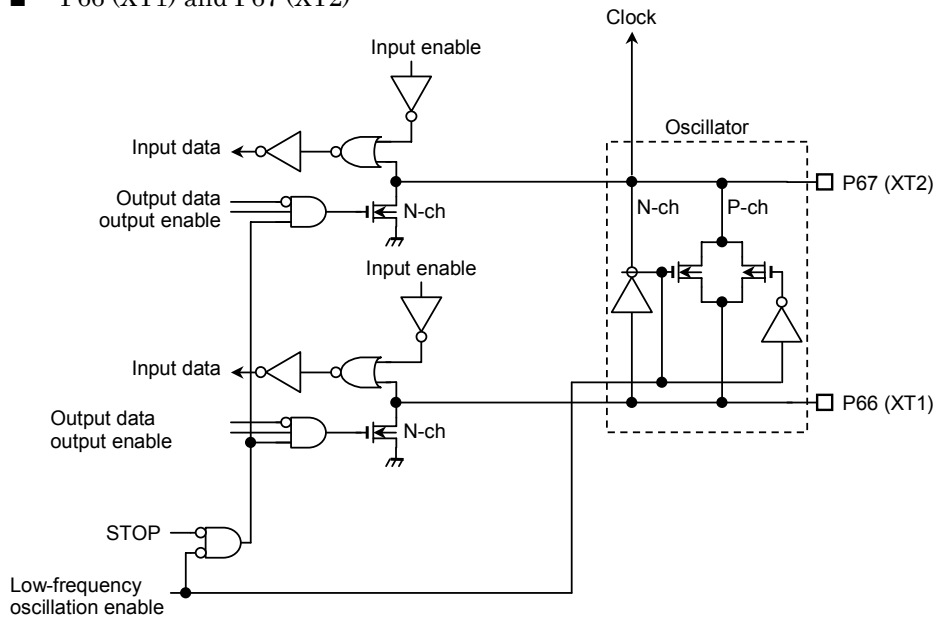 ■ P66 (XT1) and P67 (XT2)
Clock
Input enable
Oscillator
Input data
P67 (XT2)
Output data
output enable
N-ch
N-ch
P-ch
Input enable
Input data
P66 (XT1)
Output data
output enable
N-ch
STOP
Low-frequency
oscillation enable